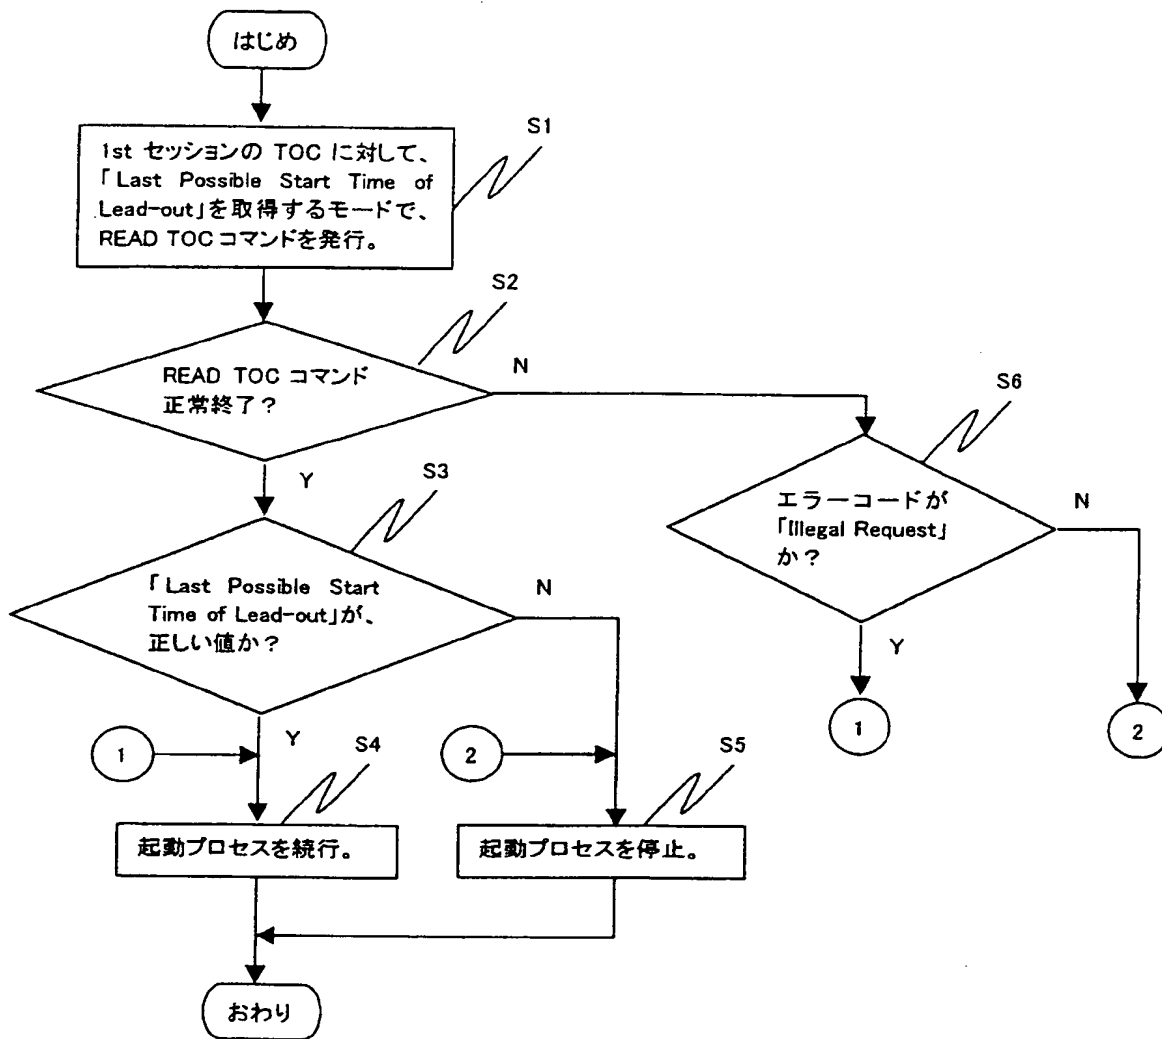 はじめ
S1
1st セッションの TOC に対して、
「Last Possible Start Time of
Lead-out」を取得するモードで、
READ TOC コマンドを発行。
S2
READ TOC コマンド
正常終了？
N
Y
S6
エラーコードが
「Illegal Request」
か？
N
Y
1
2
S3
「Last Possible Start
Time of Lead-out」が、
正しい値か？
N
Y
1
S4
2
S5
起動プロセスを続行。
起動プロセスを停止。
おわり